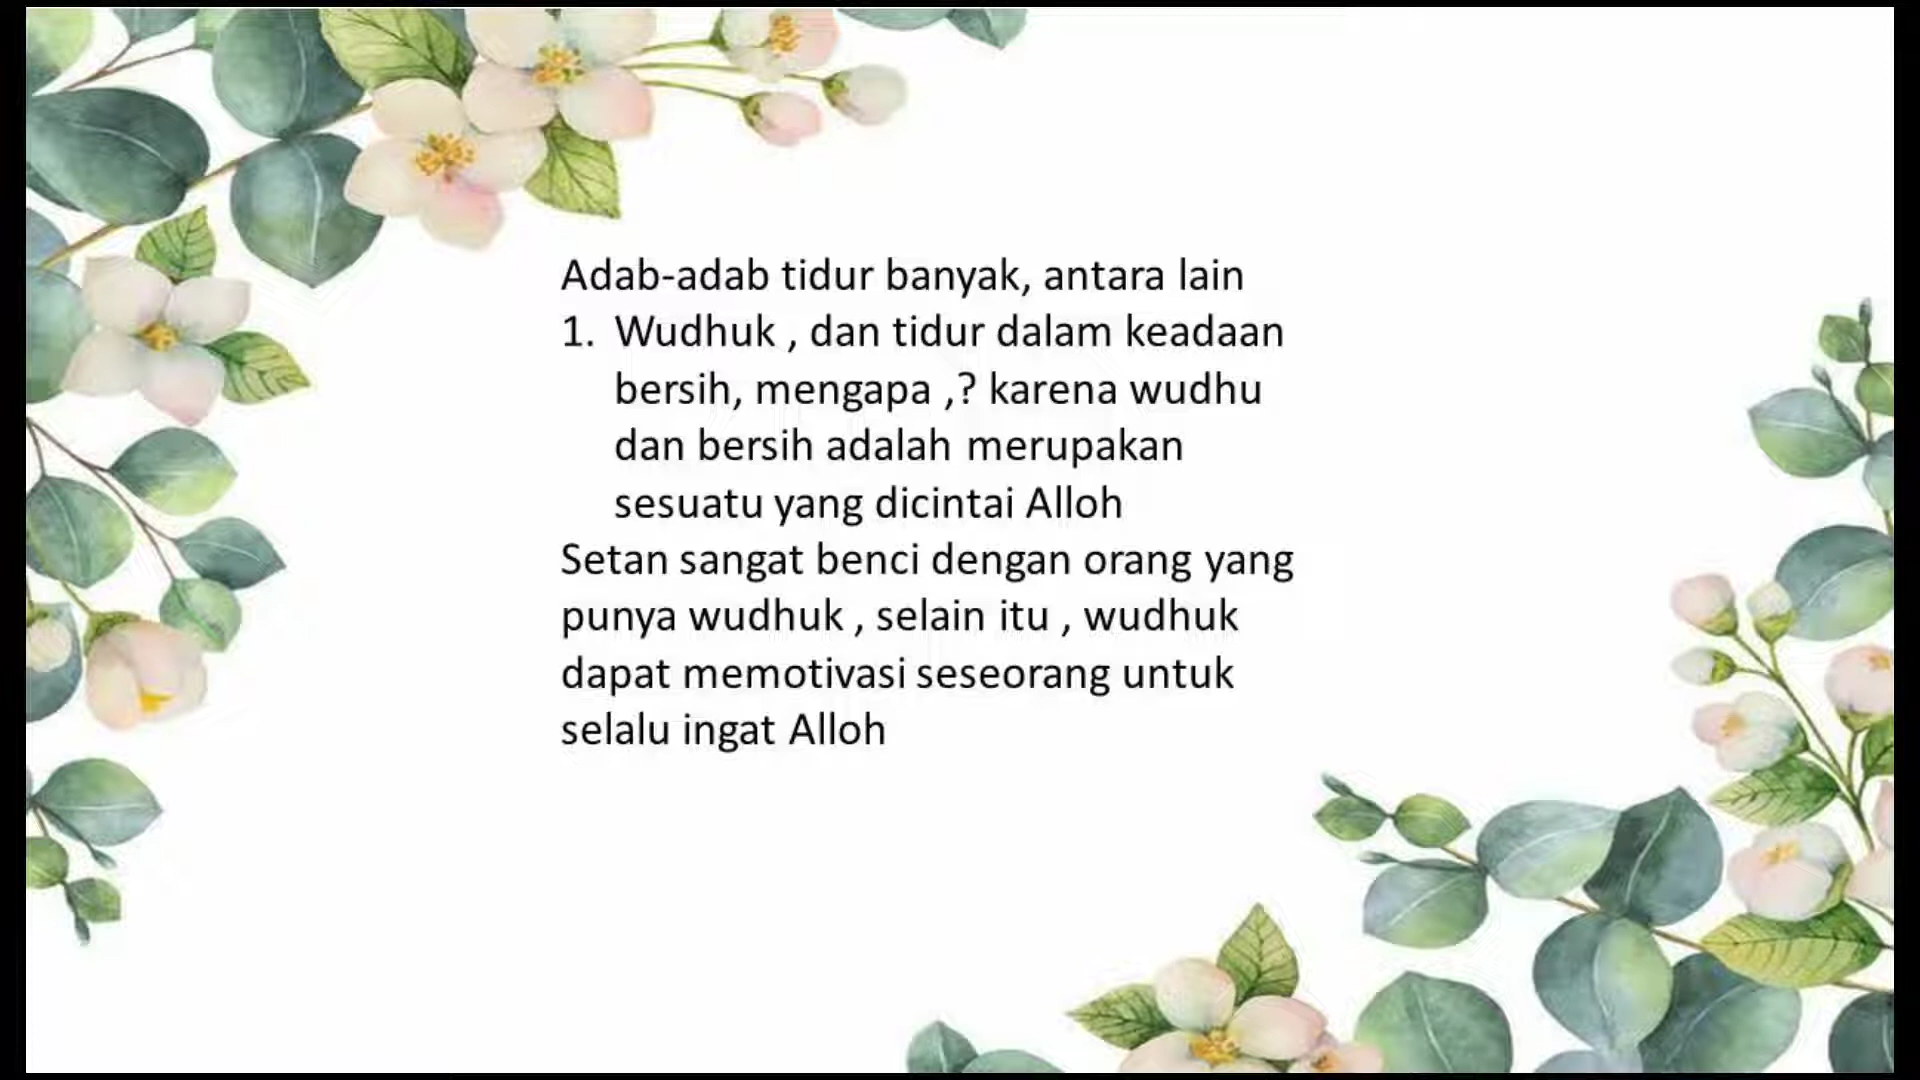 Adab-adab tidur banyak, antara lain
1. Wudhuk , dan tidur dalam keadaan
bersih, mengapa ,? karena wudhu
dan bersih adalah merupakan
sesuatu yang dicintai Alloh
Setan sangat benci dengan orang yang
punya wudhuk , selain itu , wudhuk
dapat memotivasi seseorang untuk
selalu ingat Alloh